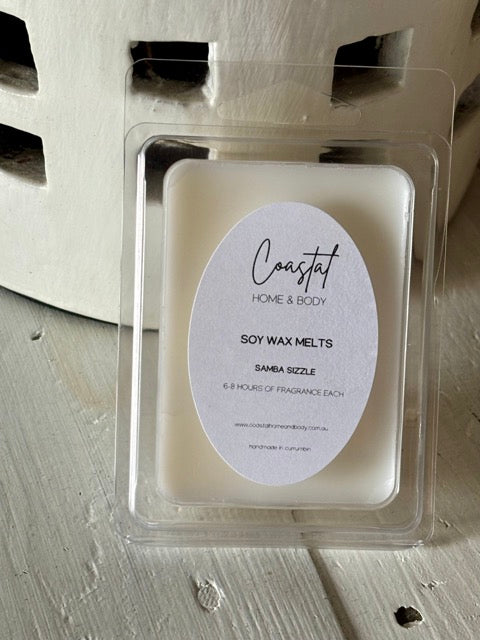 Coastal
HOME & BODY
SOY WAX MELTS
SAMBA SIZZLE
6-8 HOURS OF FRAGRANCE EACH
www.coastalhomeandbody.com.au
handmade in currumbin